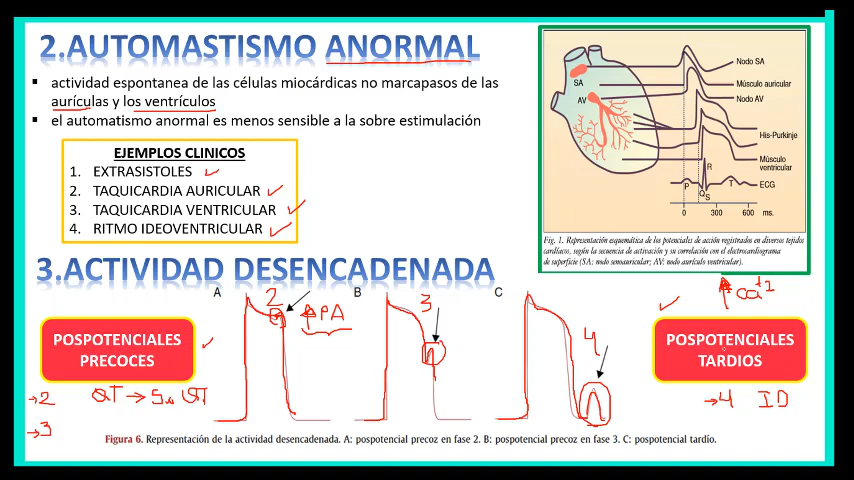 2.AUTOMASTISMO ANORMAL
▪ actividad espontanea de las células miocárdicas no marcapasos de las
aurículas y los ventrículos
▪ el automatismo anormal es menos sensible a la sobre estimulación
EJEMPLOS CLINICOS
1. EXTRASISTOLES
2. TAQUICARDIA AURICULAR
3. TAQUICARDIA VENTRICULAR
4. RITMO IDEOVENTRICULAR
SA
AV
Nodo SA
Músculo auricular
Nodo AV
His-Purkinje
Músculo
ventricular
ECG
P
R
Q
S
T
0 300 600 ms.
Fig. 1. Representación esquemática de los potenciales de acción registrados en diversos tejidos
cardíacos, según la secuencia de activación y su correlación con el electrocardiograma
de superficie (SA: nodo senoauricular; AV: nodo aurículo ventricular).
3.ACTIVIDAD DESENCADENADA
A
B
C
2
↑PA
3
4
POSPOTENCIALES
PRECOCES
→2
QT → S. QT
→3
POSPOTENCIALES
TARDIOS
→4 ID
Figura 6. Representación de la actividad desencadenada. A: pospotencial precoz en fase 2. B: pospotencial precoz en fase 3. C: pospotencial tardío.